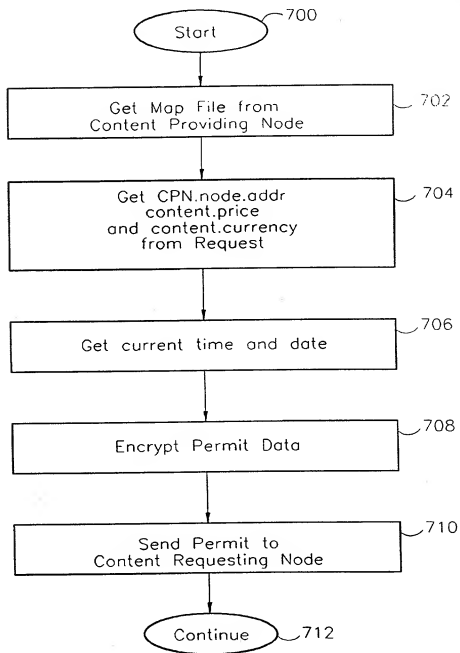 Start
700
Get Map File from
Content Providing Node
702
Get CPN.node.addr
content.price
and content.currency
from Request
704
Get current time and date
706
Encrypt Permit Data
708
Send Permit to
Content Requesting Node
710
Continue
712